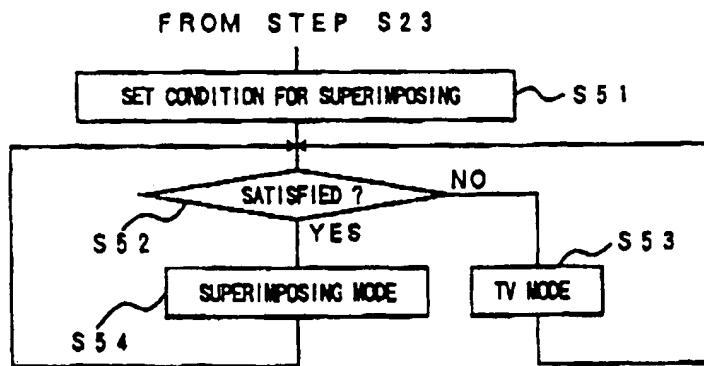 FROM STEP S23
SET CONDITION FOR SUPERIMPOSING
S51
SATISFIED ?
NO
S52
YES
S53
SUPERIMPOSING MODE
TV MODE
S54